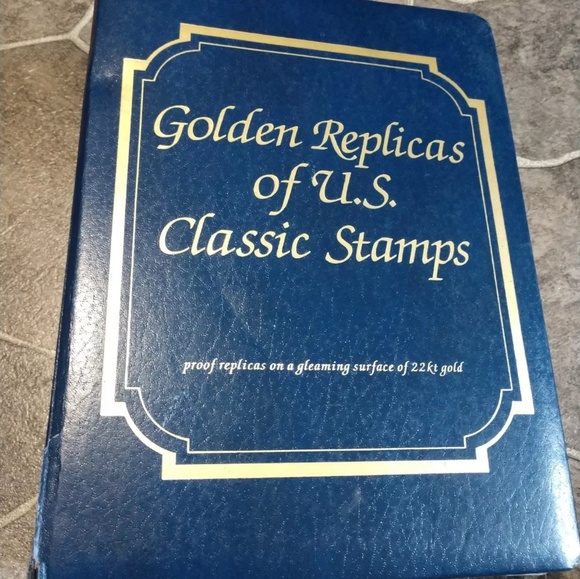 Golden Replicas
of U.S.
Classic Stamps
proof replicas on a gleaming surface of 22kt gold